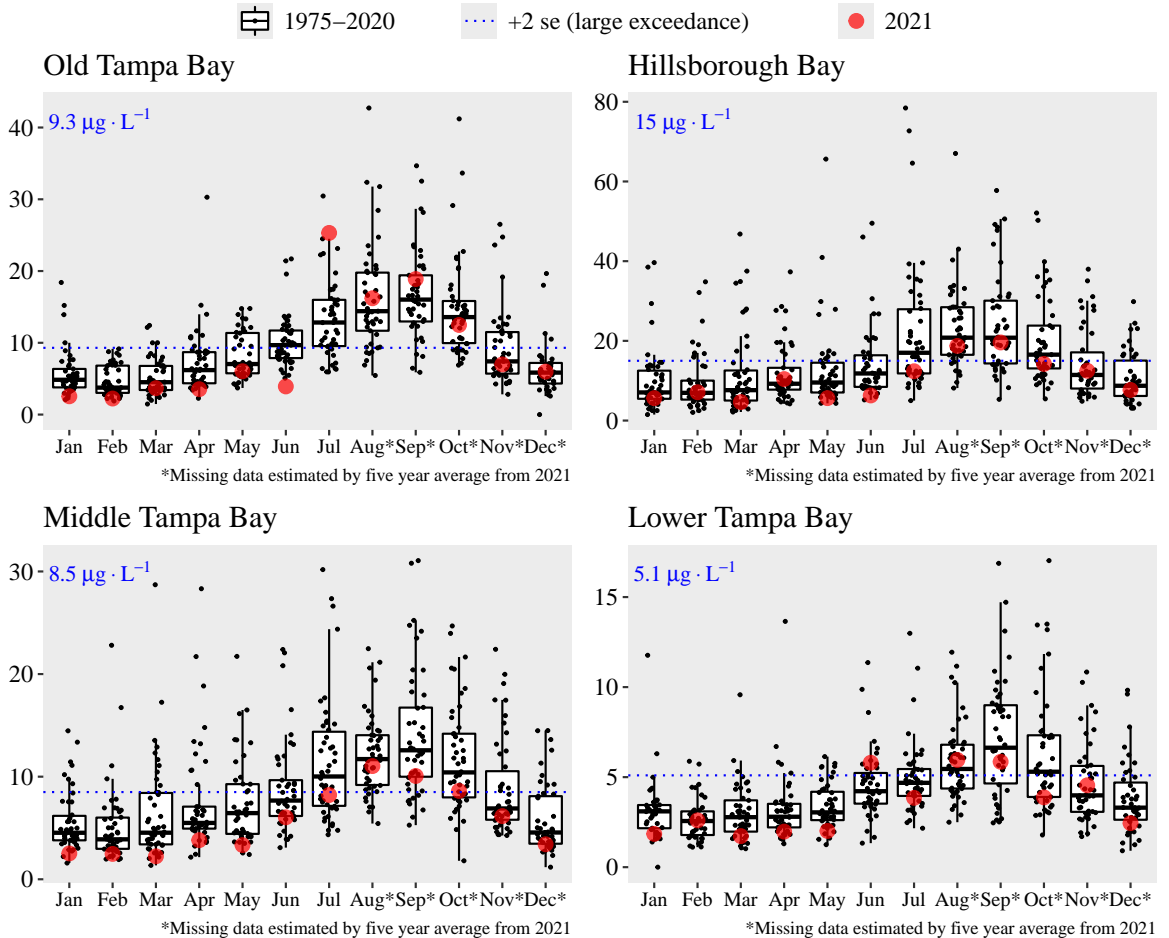 1975−2020
+2 se (large exceedance)
2021
Old Tampa Bay
9.3 μg · L⁻¹
40
30
20
10
0
Jan Feb Mar Apr May Jun Jul Aug* Sep* Oct* Nov* Dec*
*Missing data estimated by five year average from 2021
Hillsborough Bay
15 μg · L⁻¹
80
60
40
20
0
Jan Feb Mar Apr May Jun Jul Aug* Sep* Oct* Nov* Dec*
*Missing data estimated by five year average from 2021
Middle Tampa Bay
8.5 μg · L⁻¹
30
20
10
0
Jan Feb Mar Apr May Jun Jul Aug* Sep* Oct* Nov* Dec*
*Missing data estimated by five year average from 2021
Lower Tampa Bay
5.1 μg · L⁻¹
15
10
5
0
Jan Feb Mar Apr May Jun Jul Aug* Sep* Oct* Nov* Dec*
*Missing data estimated by five year average from 2021